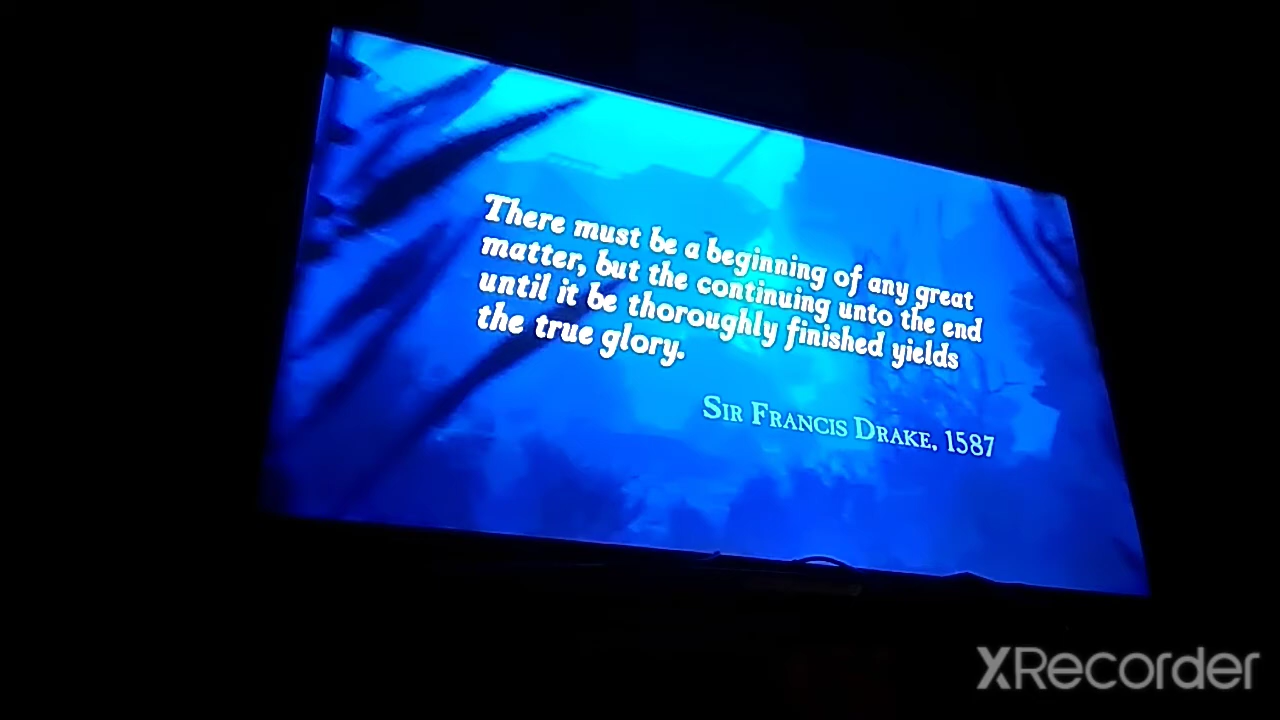 There must be a beginning of any great
matter, but the continuing unto the end
until it be thoroughly finished yields
the true glory.
SIR FRANCIS DRAKE, 1587
XRecorder